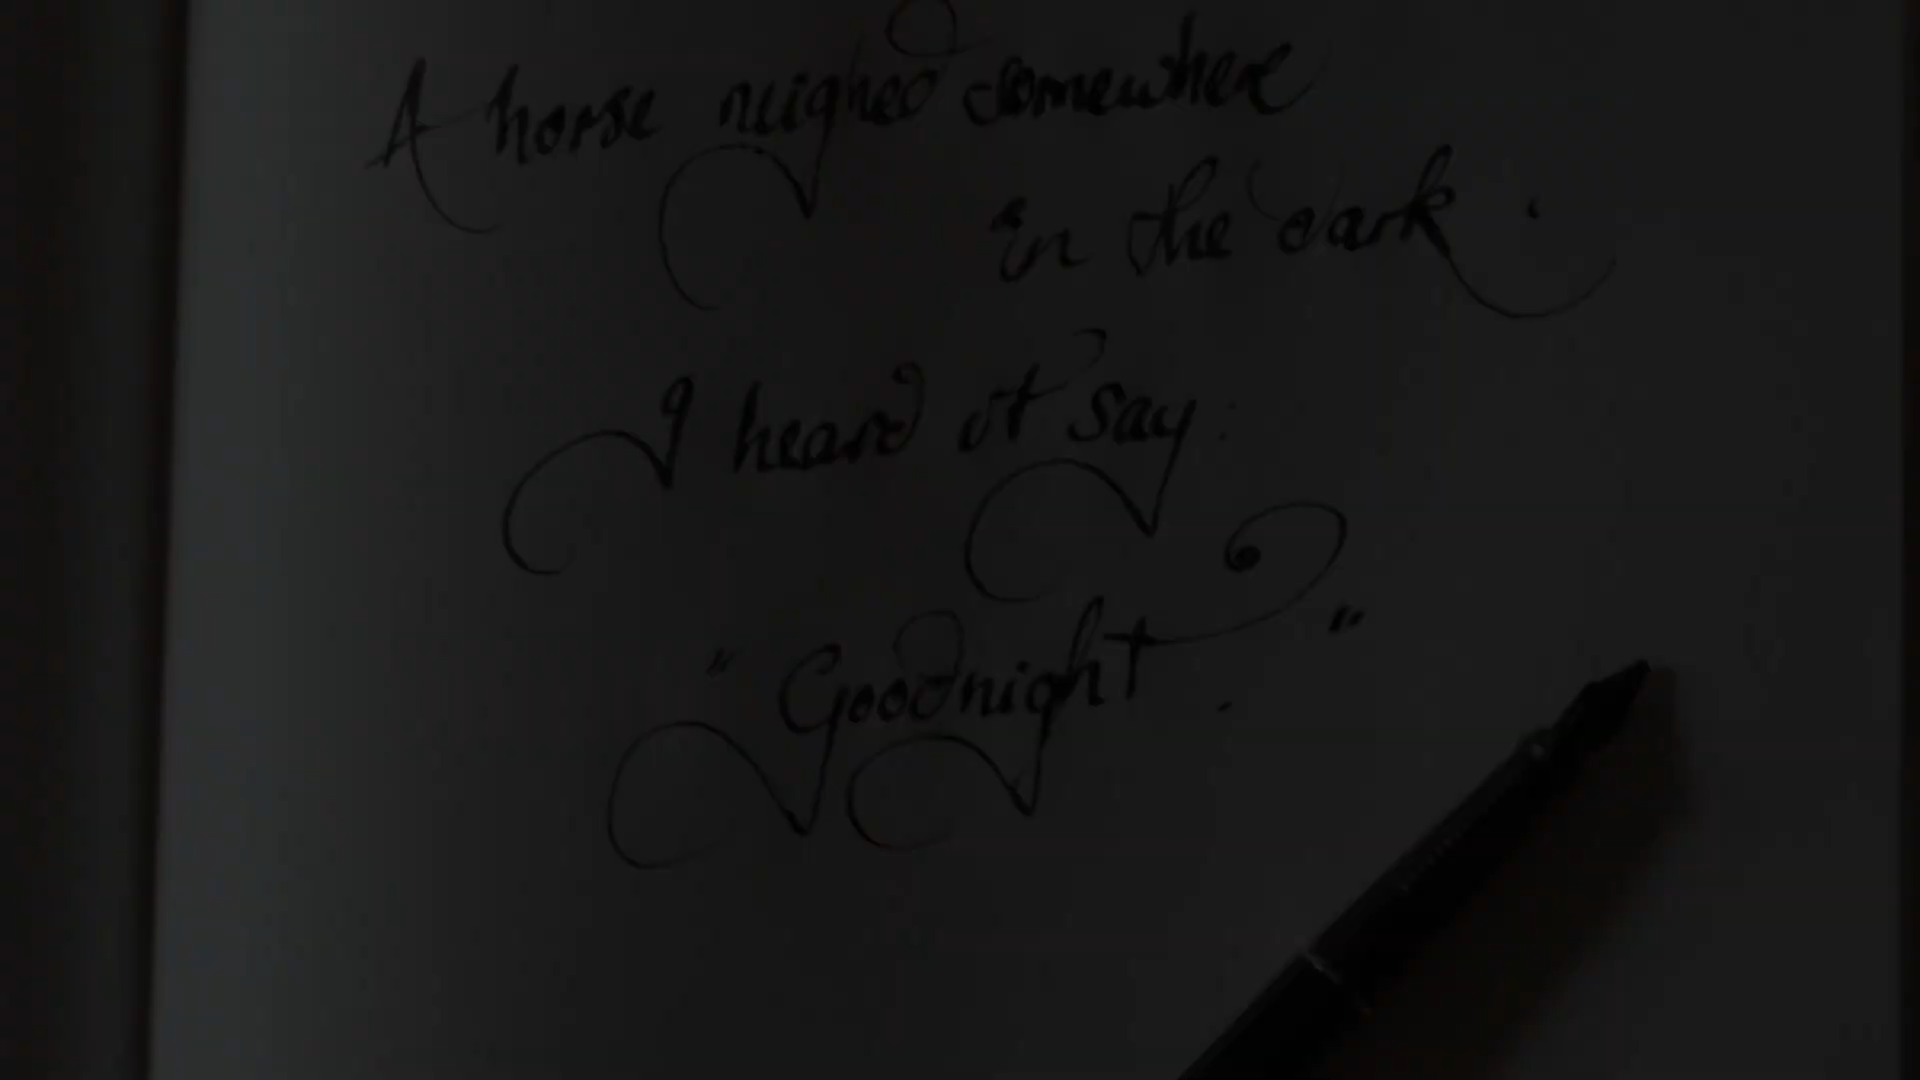 A horse neighed somewhere
in the dark.
I heard it say:
"Goodnight".